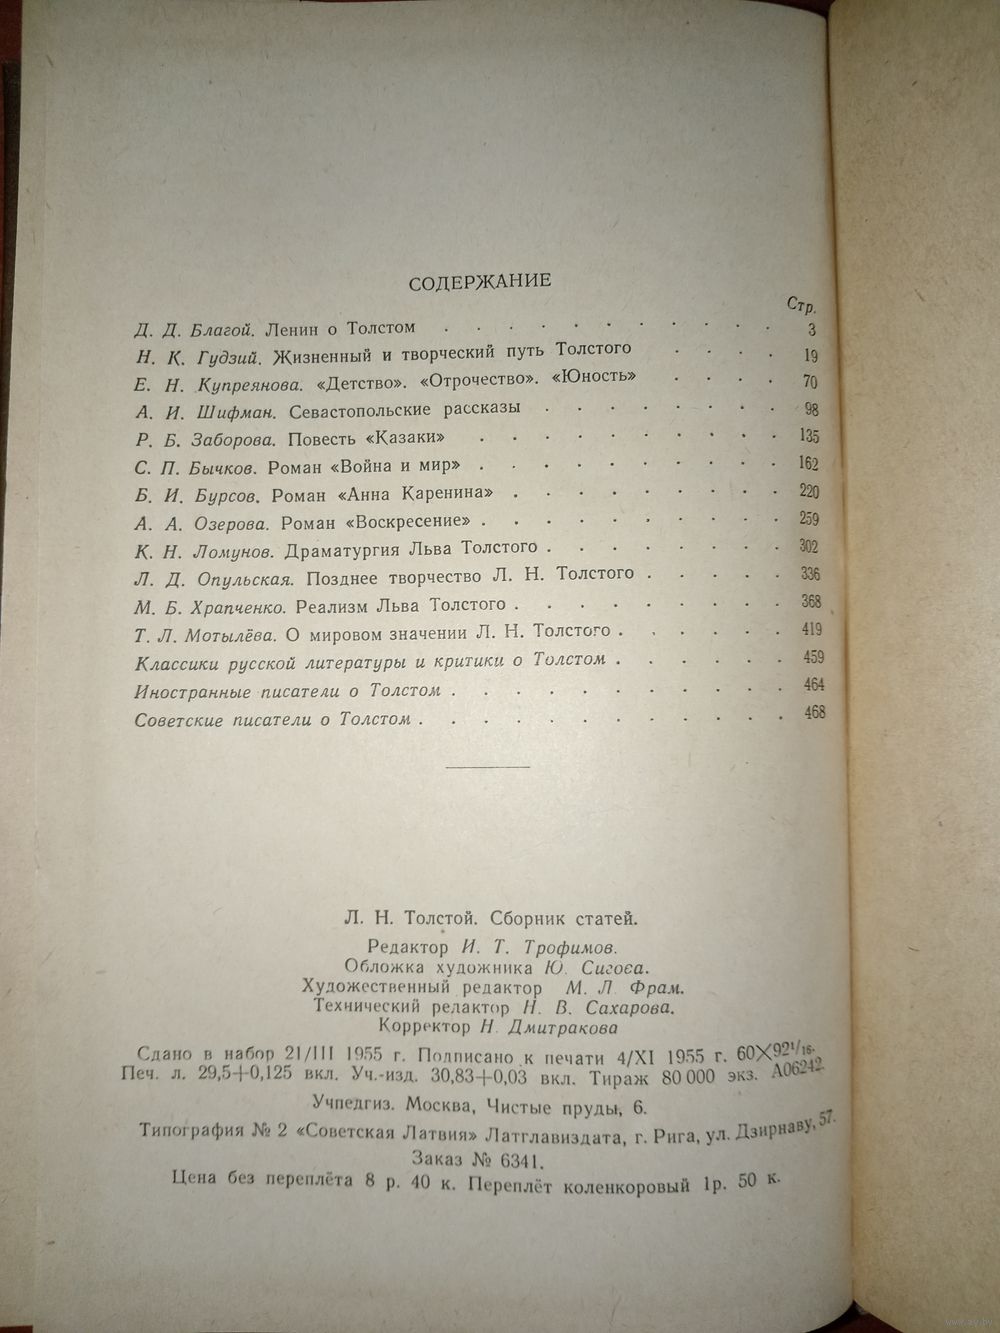 СОДЕРЖАНИЕ
Стр.
Д. Д. Благой. Ленин о Толстом . . . . . . . . . . . 3
Н. К. Гудзий. Жизненный и творческий путь Толстого . . . . 19
Е. Н. Купреянова. «Детство». «Отрочество». «Юность» . . . . 70
А. И. Шифман. Севастопольские рассказы . . . . . . . . 98
Р. Б. Заборова. Повесть «Казаки» . . . . . . . . . . 135
С. П. Бычков. Роман «Война и мир» . . . . . . . . . . 162
Б. И. Бурсов. Роман «Анна Каренина» . . . . . . . . . 220
А. А. Озерова. Роман «Воскресение» . . . . . . . . . . 259
К. Н. Ломунов. Драматургия Льва Толстого . . . . . . . . 302
Л. Д. Опульская. Позднее творчество Л. Н. Толстого . . . . . 336
М. Б. Храпченко. Реализм Льва Толстого . . . . . . . . . 368
Т. Л. Мотылёва. О мировом значении Л. Н. Толстого . . . . . . 419
Классики русской литературы и критики о Толстом . . . . . . 459
Иностранные писатели о Толстом . . . . . . . . . . . 464
Советские писатели о Толстом . . . . . . . . . . . . 468
Л. Н. Толстой. Сборник статей.
Редактор И. Т. Трофимов.
Обложка художника Ю. Сигова.
Художественный редактор М. Л. Фрам.
Технический редактор Н. В. Сахарова.
Корректор Н. Дмитракова
Сдано в набор 21/III 1955 г. Подписано к печати 4/XI 1955 г. 60×92¹/₁₆.
Печ. л. 29,5+0,125 вкл. Уч.-изд. 30,83+0,03 вкл. Тираж 80 000 экз. А06242.
Учпедгиз. Москва, Чистые пруды, 6.
Типография № 2 «Советская Латвия» Латглавиздата, г. Рига, ул. Дзирнаву, 57.
Заказ № 6341.
Цена без переплёта 8 р. 40 к. Переплёт коленкоровый 1р. 50 к.
www.ay.by